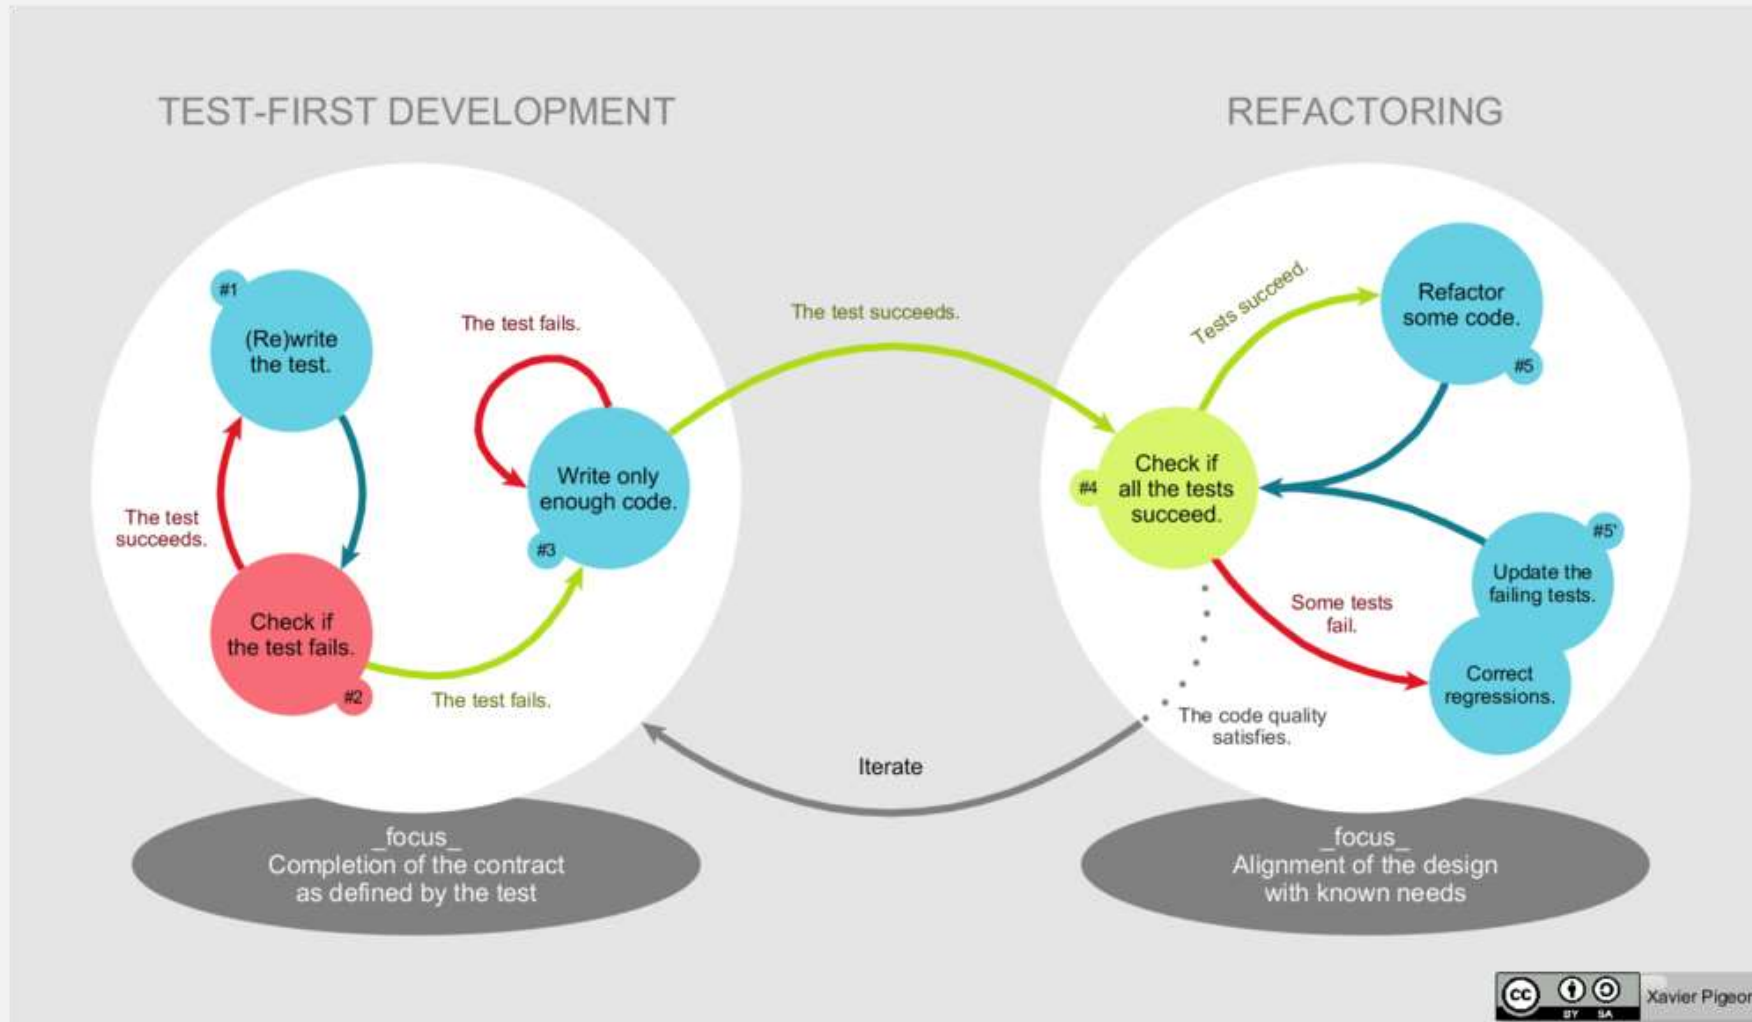 TEST-FIRST DEVELOPMENT
REFACTORING
#1
(Re)write
the test.
The test fails.
The test succeeds.
Tests succeed.
Refactor
some code.
#5
Write only
enough code.
#3
The test
succeeds.
Check if
the test fails.
#2
The test fails.
#4
Check if
all the tests
succeed.
#5'
Update the
failing tests.
Some tests
fail.
Correct
regressions.
The code quality
satisfies.
Iterate
_focus_
Completion of the contract
as defined by the test
_focus_
Alignment of the design
with known needs
cc
BY SA
Xavier Pigeon